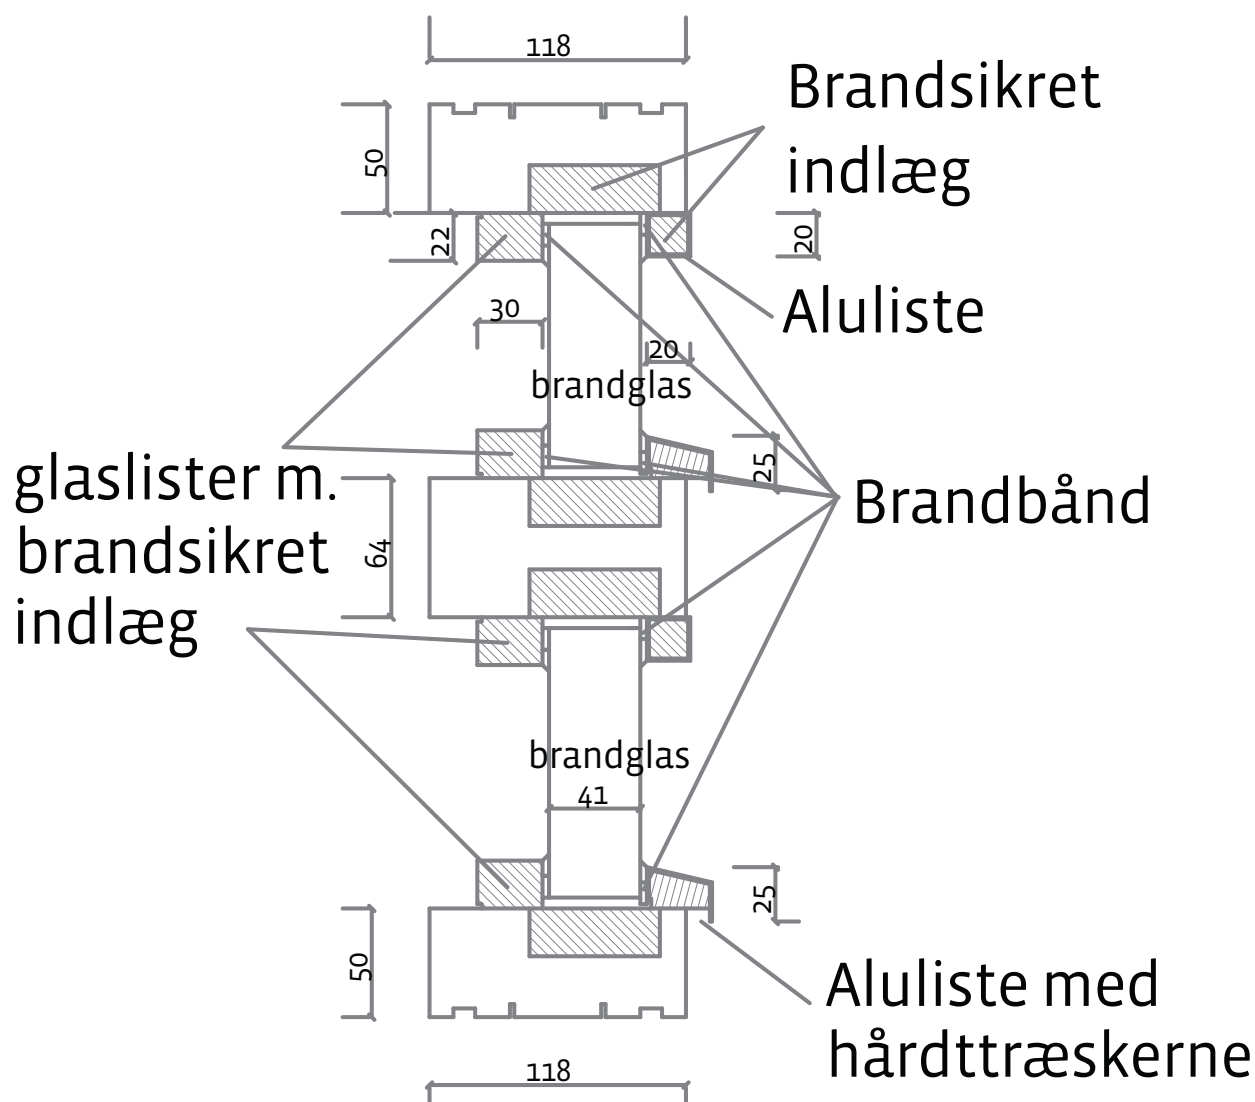 118
Brandsikret
indlæg
50
22
20
Aluliste
30
20
brandglas
25
glaslister m.
brandsikret
indlæg
Brandbånd
64
brandglas
41
25
50
Aluliste med
hårdttræskerne
118